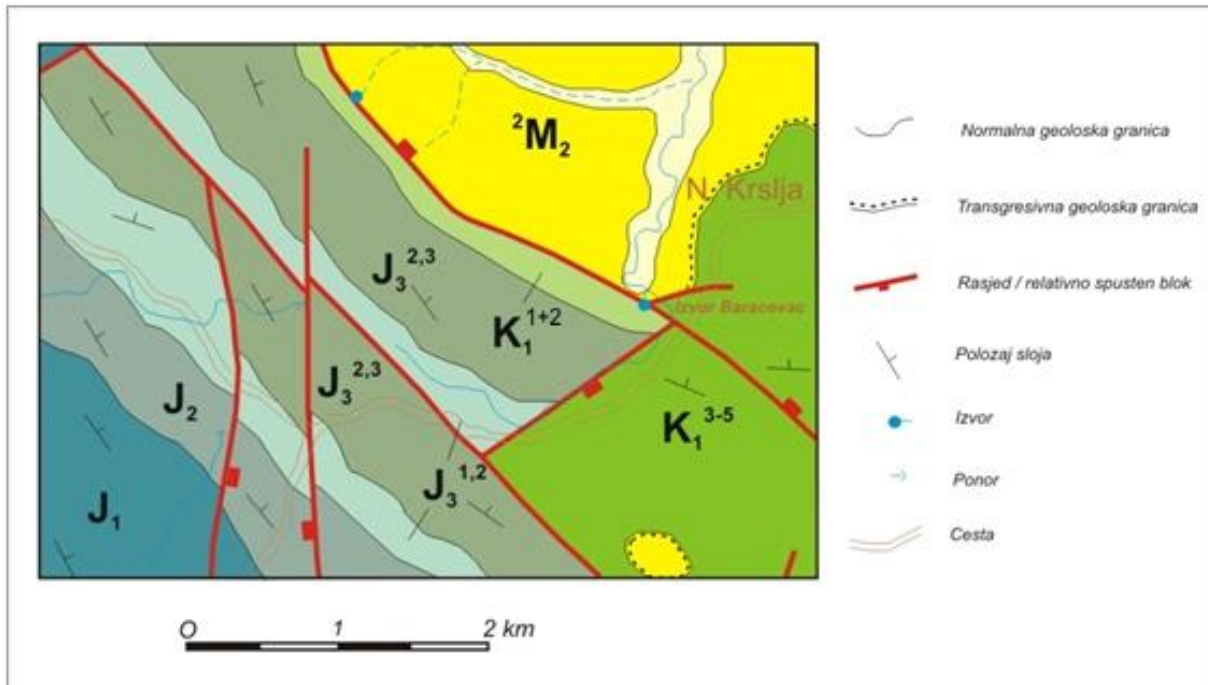 ²M₂
N. Krslja
J₃²,³
Izvor Baracevac
K₁¹⁺²
J₃²,³
J₂
K₁³⁻⁵
J₃¹,²
J₁
Normalna geoloska granica
Transgresivna geoloska granica
Rasjed / relativno spusten blok
Polozaj sloja
Izvor
Ponor
Cesta
O 1 2 km